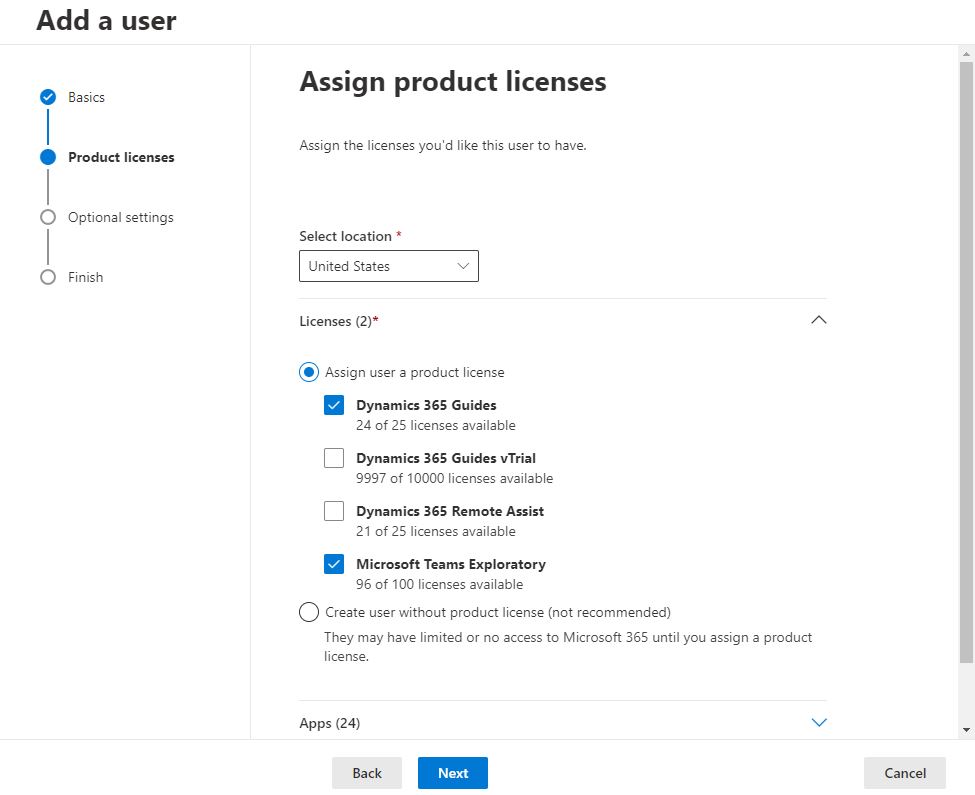 Add a user
Basics
Product licenses
Optional settings
Finish
Assign product licenses
Assign the licenses you'd like this user to have.
Select location *
United States
Licenses (2)*
Assign user a product license
Dynamics 365 Guides
24 of 25 licenses available
Dynamics 365 Guides vTrial
9997 of 10000 licenses available
Dynamics 365 Remote Assist
21 of 25 licenses available
Microsoft Teams Exploratory
96 of 100 licenses available
Create user without product license (not recommended)
They may have limited or no access to Microsoft 365 until you assign a product
license.
Apps (24)
Back
Next
Cancel